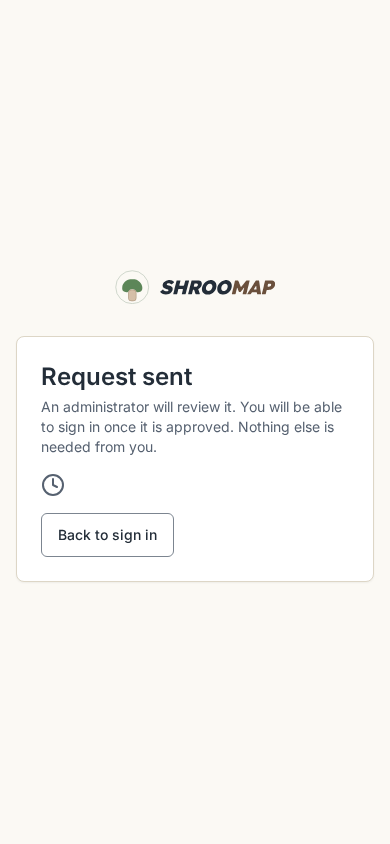 SHROOMAP
Request sent
An administrator will review it. You will be able
to sign in once it is approved. Nothing else is
needed from you.
Back to sign in